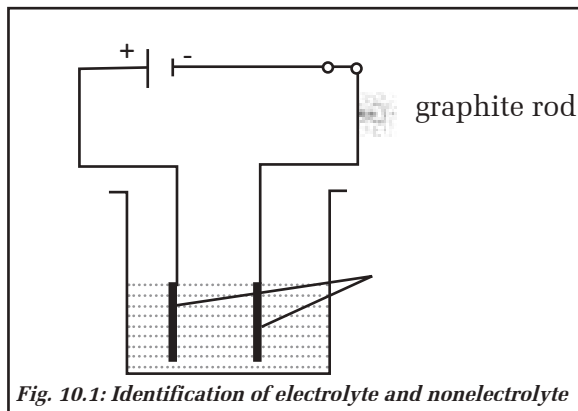 + -
graphite rod
Fig. 10.1: Identification of electrolyte and nonelectrolyte